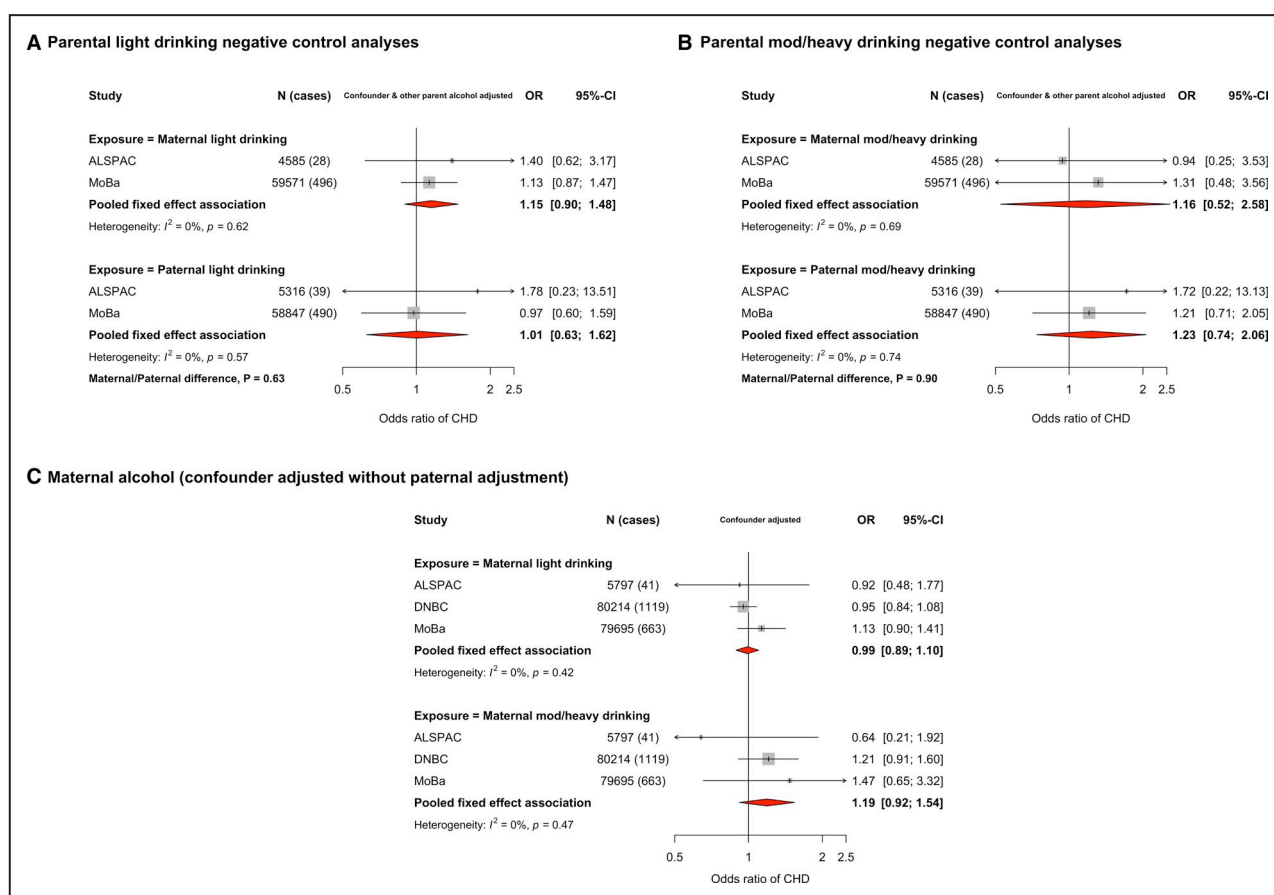 A Parental light drinking negative control analyses
Study N (cases) Confounder & other parent alcohol adjusted OR 95%-CI
Exposure = Maternal light drinking
ALSPAC 4585 (28) 1.40 [0.62; 3.17]
MoBa 59571 (496) 1.13 [0.87; 1.47]
Pooled fixed effect association 1.15 [0.90; 1.48]
Heterogeneity: I² = 0%, p = 0.62
Exposure = Paternal light drinking
ALSPAC 5316 (39) 1.78 [0.23; 13.51]
MoBa 58847 (490) 0.97 [0.60; 1.59]
Pooled fixed effect association 1.01 [0.63; 1.62]
Heterogeneity: I² = 0%, p = 0.57
Maternal/Paternal difference, P = 0.63
0.5 1 2 2.5
Odds ratio of CHD
B Parental mod/heavy drinking negative control analyses
Study N (cases) Confounder & other parent alcohol adjusted OR 95%-CI
Exposure = Maternal mod/heavy drinking
ALSPAC 4585 (28) 0.94 [0.25; 3.53]
MoBa 59571 (496) 1.31 [0.48; 3.56]
Pooled fixed effect association 1.16 [0.52; 2.58]
Heterogeneity: I² = 0%, p = 0.69
Exposure = Paternal mod/heavy drinking
ALSPAC 5316 (39) 1.72 [0.22; 13.13]
MoBa 58847 (490) 1.21 [0.71; 2.05]
Pooled fixed effect association 1.23 [0.74; 2.06]
Heterogeneity: I² = 0%, p = 0.74
Maternal/Paternal difference, P = 0.90
0.5 1 2 2.5
Odds ratio of CHD
C Maternal alcohol (confounder adjusted without paternal adjustment)
Study N (cases) Confounder adjusted OR 95%-CI
Exposure = Maternal light drinking
ALSPAC 5797 (41) 0.92 [0.48; 1.77]
DNBC 80214 (1119) 0.95 [0.84; 1.08]
MoBa 79695 (663) 1.13 [0.90; 1.41]
Pooled fixed effect association 0.99 [0.89; 1.10]
Heterogeneity: I² = 0%, p = 0.42
Exposure = Maternal mod/heavy drinking
ALSPAC 5797 (41) 0.64 [0.21; 1.92]
DNBC 80214 (1119) 1.21 [0.91; 1.60]
MoBa 79695 (663) 1.47 [0.65; 3.32]
Pooled fixed effect association 1.19 [0.92; 1.54]
Heterogeneity: I² = 0%, p = 0.47
0.5 1 2 2.5
Odds ratio of CHD